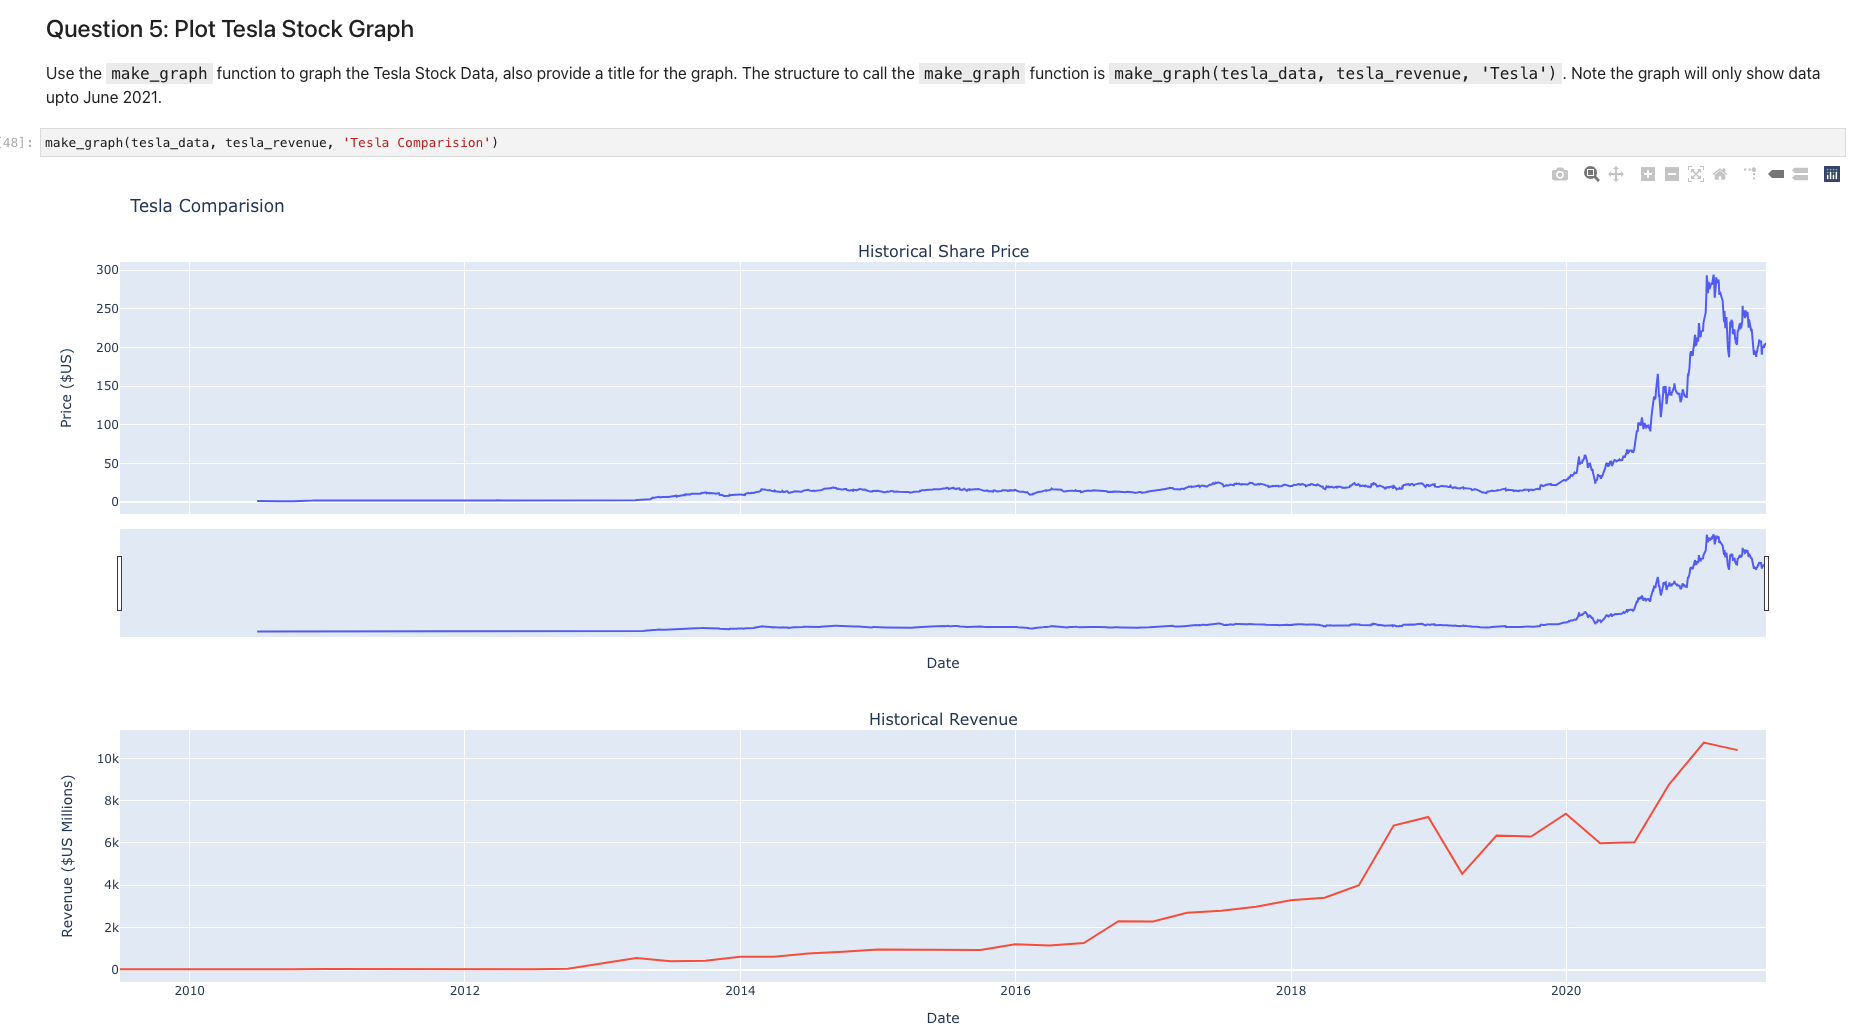 Question 5: Plot Tesla Stock Graph
Use the make_graph function to graph the Tesla Stock Data, also provide a title for the graph. The structure to call the make_graph function is make_graph(tesla_data, tesla_revenue, 'Tesla') . Note the graph will only show data
upto June 2021.
48]: make_graph(tesla_data, tesla_revenue, 'Tesla Comparision')
Tesla Comparision
Historical Share Price
300
250
200
150
100
50
0
Price ($US)
Date
Historical Revenue
10k
8k
6k
4k
2k
0
Revenue ($US Millions)
2010 2012 2014 2016 2018 2020
Date